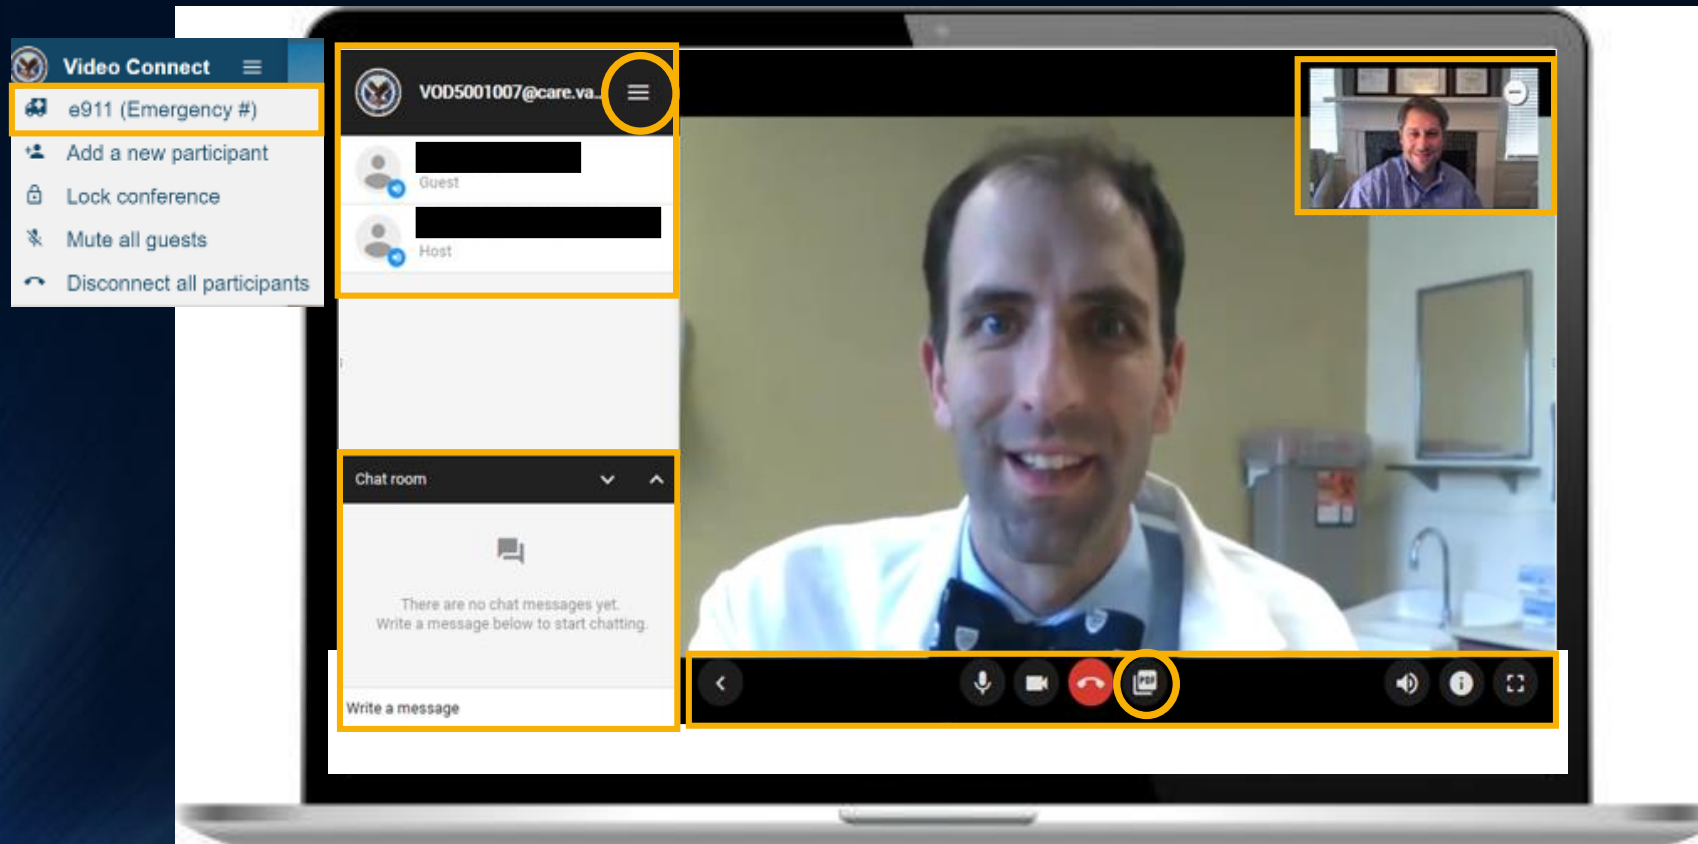 Video Connect
e911 (Emergency #)
Add a new participant
Lock conference
Mute all guests
Disconnect all participants
VOD5001007@care.va..
Guest
Host
Chat room
There are no chat messages yet.
Write a message below to start chatting.
Write a message
PDF